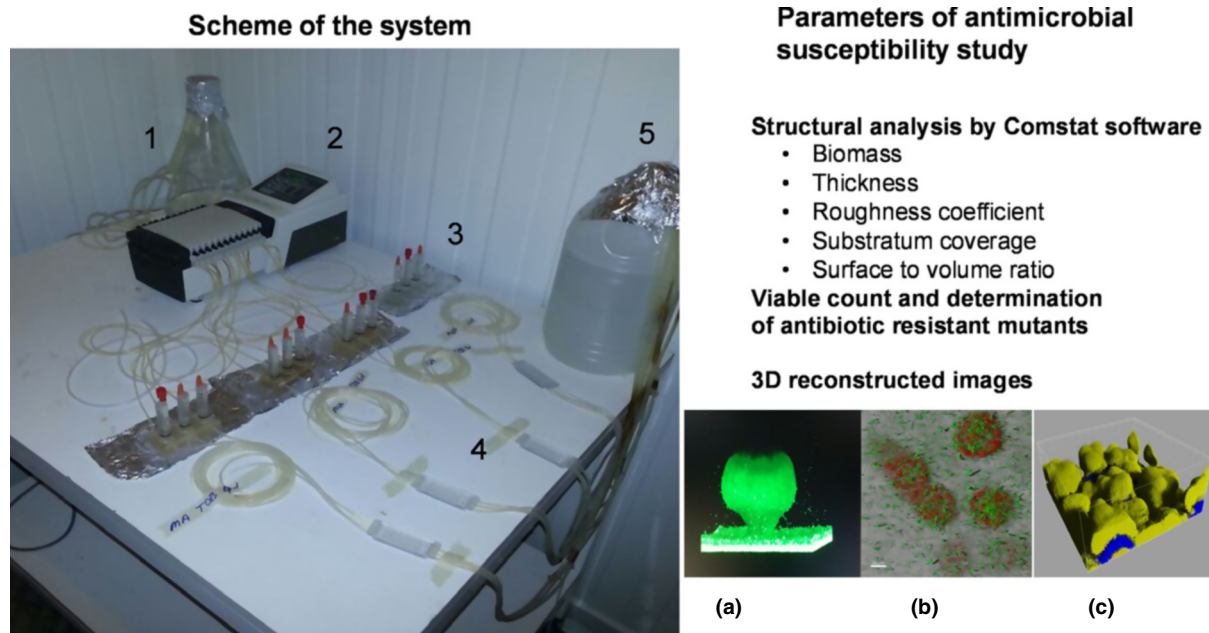 Scheme of the system
1
2
3
4
5
MA TOB 4J
Parameters of antimicrobial
susceptibility study
Structural analysis by Comstat software
• Biomass
• Thickness
• Roughness coefficient
• Substratum coverage
• Surface to volume ratio
Viable count and determination
of antibiotic resistant mutants
3D reconstructed images
(a)
(b)
(c)